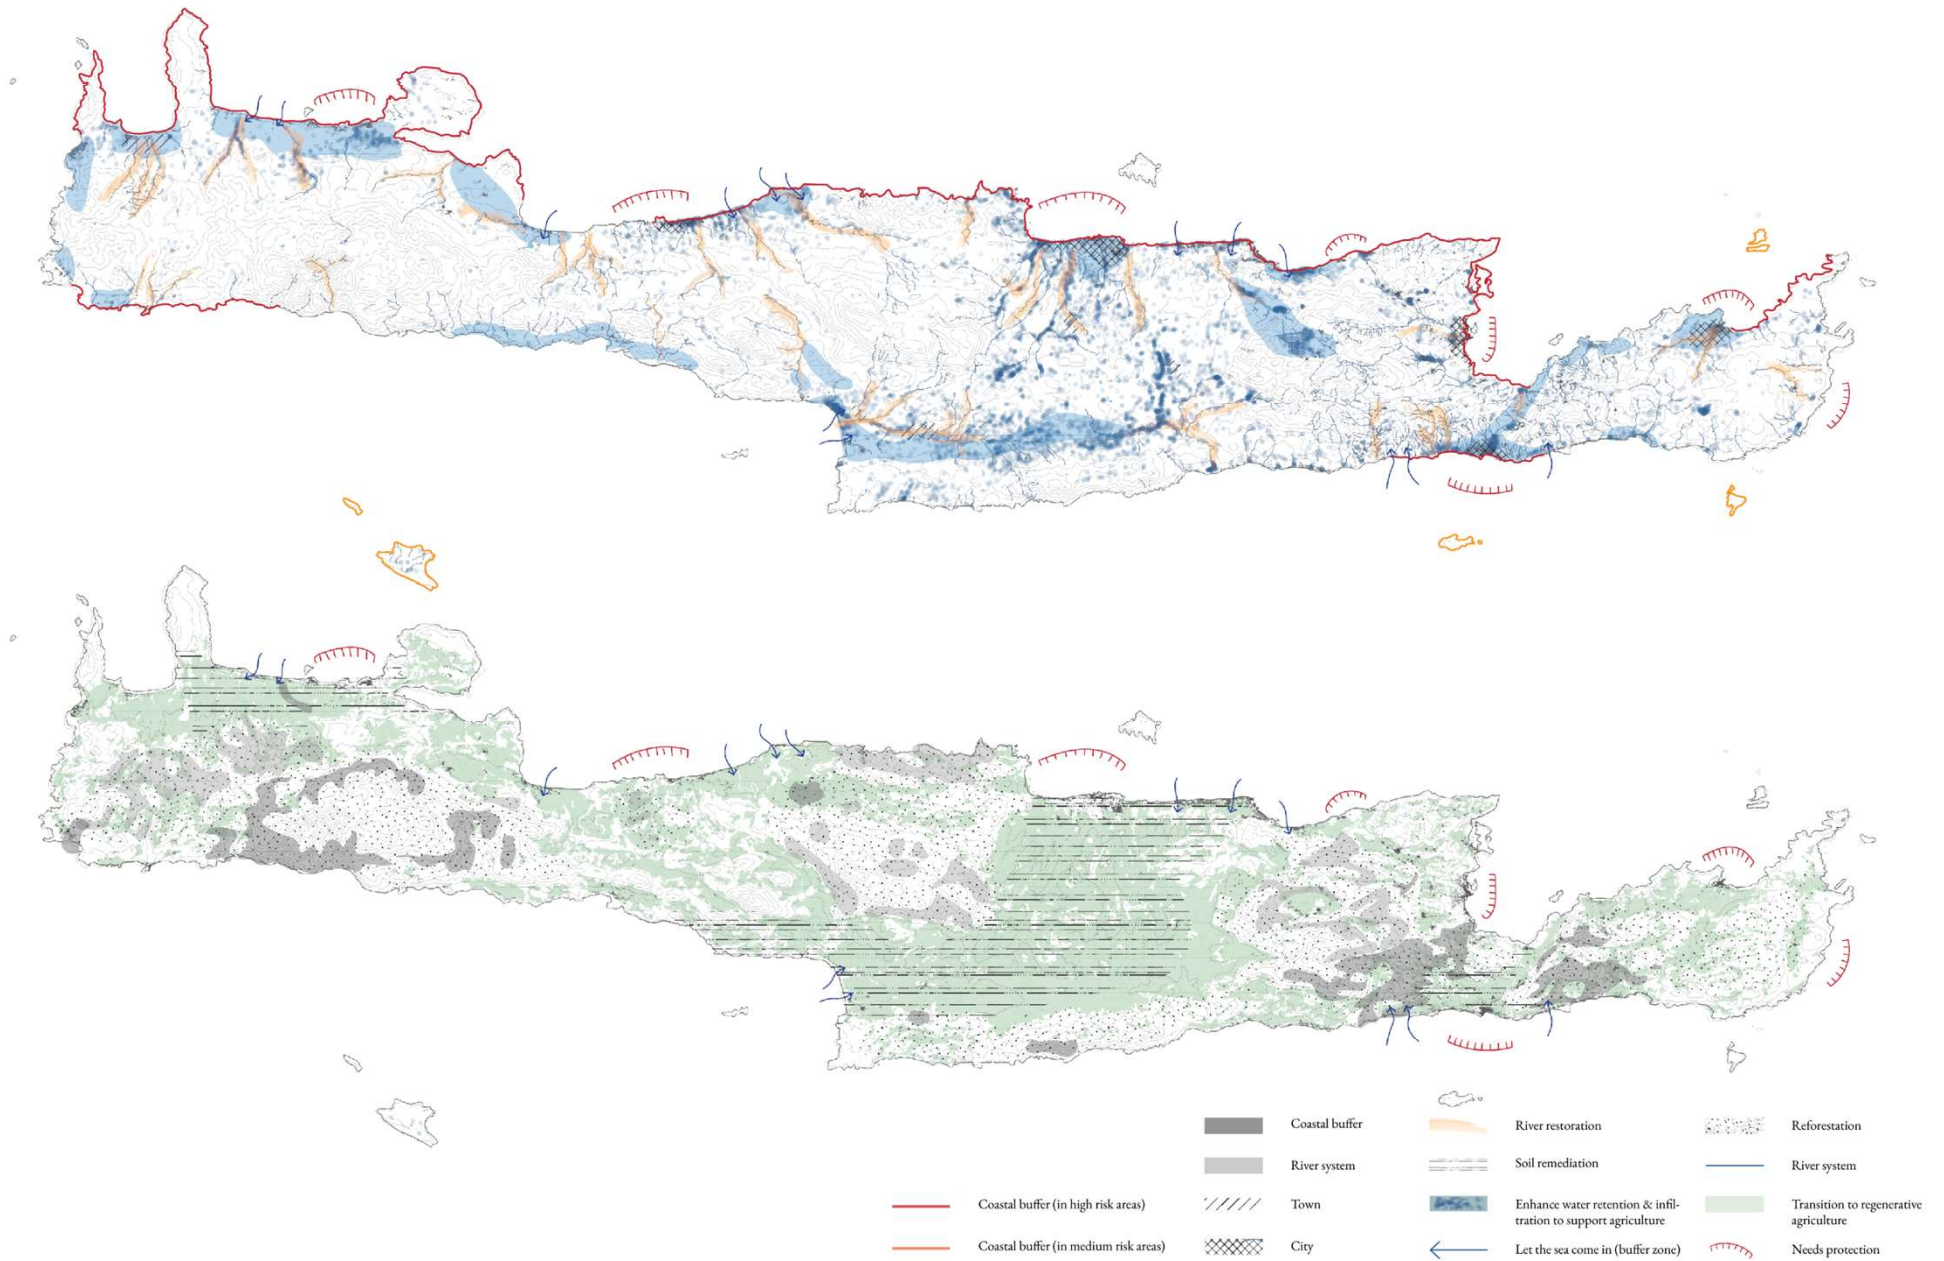 Coastal buffer
River restoration
Reforestation
River system
Soil remediation
River system
Coastal buffer (in high risk areas)
Town
Enhance water retention & infil-
tration to support agriculture
Transition to regenerative
agriculture
Coastal buffer (in medium risk areas)
City
Let the sea come in (buffer zone)
Needs protection